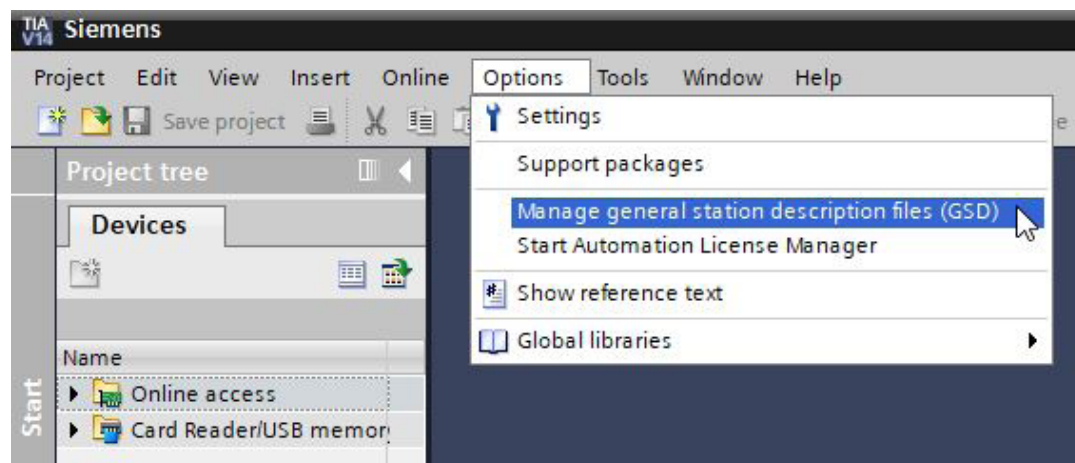 TIA V14 Siemens
Project Edit View Insert Online Options Tools Window Help
Save project
Settings
Support packages
Manage general station description files (GSD)
Start Automation License Manager
Show reference text
Global libraries
Project tree
Devices
Name
Online access
Card Reader/USB memor
Start